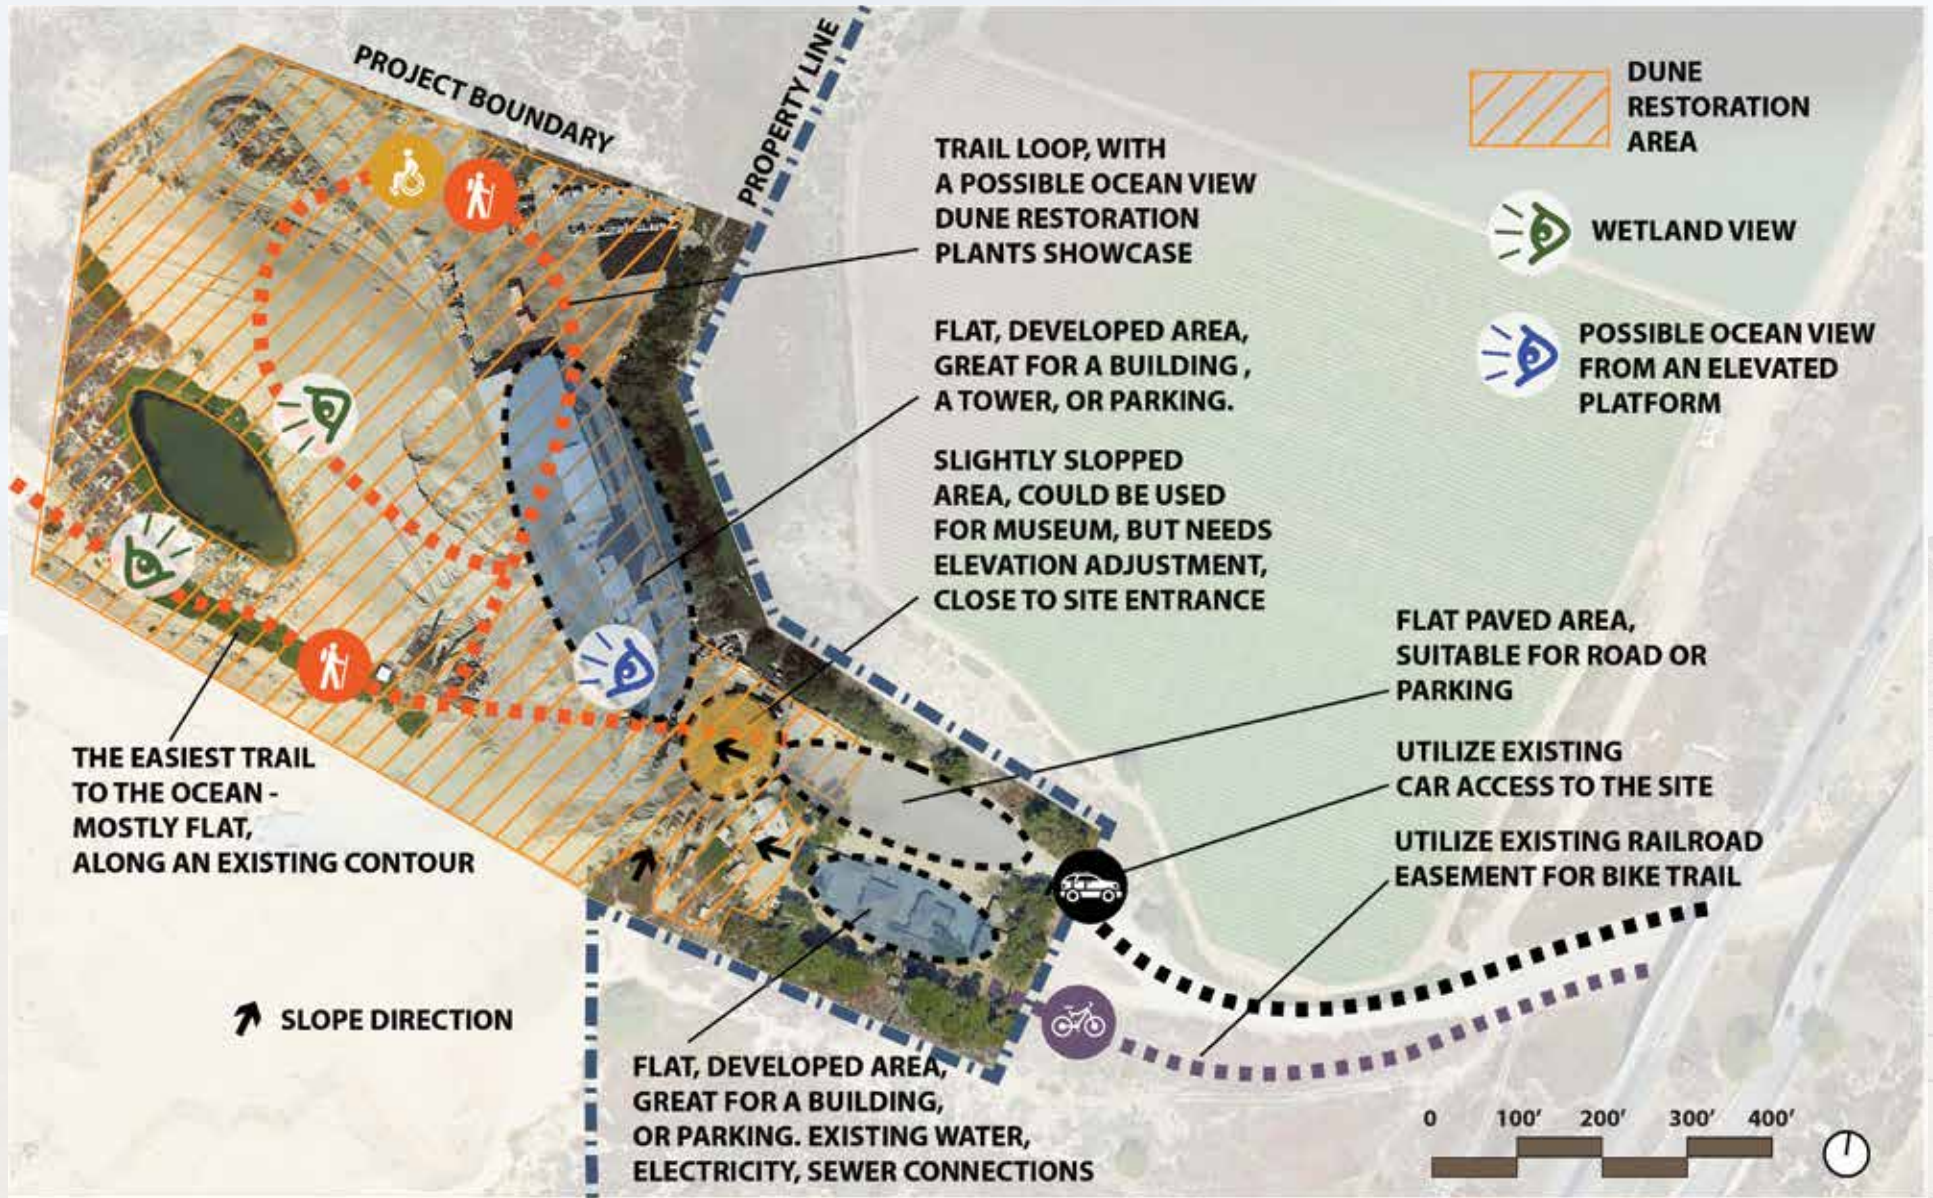 PROJECT BOUNDARY
PROPERTY LINE
DUNE
RESTORATION
AREA
WETLAND VIEW
POSSIBLE OCEAN VIEW
FROM AN ELEVATED
PLATFORM
TRAIL LOOP, WITH
A POSSIBLE OCEAN VIEW
DUNE RESTORATION
PLANTS SHOWCASE
FLAT, DEVELOPED AREA,
GREAT FOR A BUILDING ,
A TOWER, OR PARKING.
SLIGHTLY SLOPPED
AREA, COULD BE USED
FOR MUSEUM, BUT NEEDS
ELEVATION ADJUSTMENT,
CLOSE TO SITE ENTRANCE
FLAT PAVED AREA,
SUITABLE FOR ROAD OR
PARKING
UTILIZE EXISTING
CAR ACCESS TO THE SITE
UTILIZE EXISTING RAILROAD
EASEMENT FOR BIKE TRAIL
THE EASIEST TRAIL
TO THE OCEAN -
MOSTLY FLAT,
ALONG AN EXISTING CONTOUR
SLOPE DIRECTION
FLAT, DEVELOPED AREA,
GREAT FOR A BUILDING,
OR PARKING. EXISTING WATER,
ELECTRICITY, SEWER CONNECTIONS
0 100' 200' 300' 400'